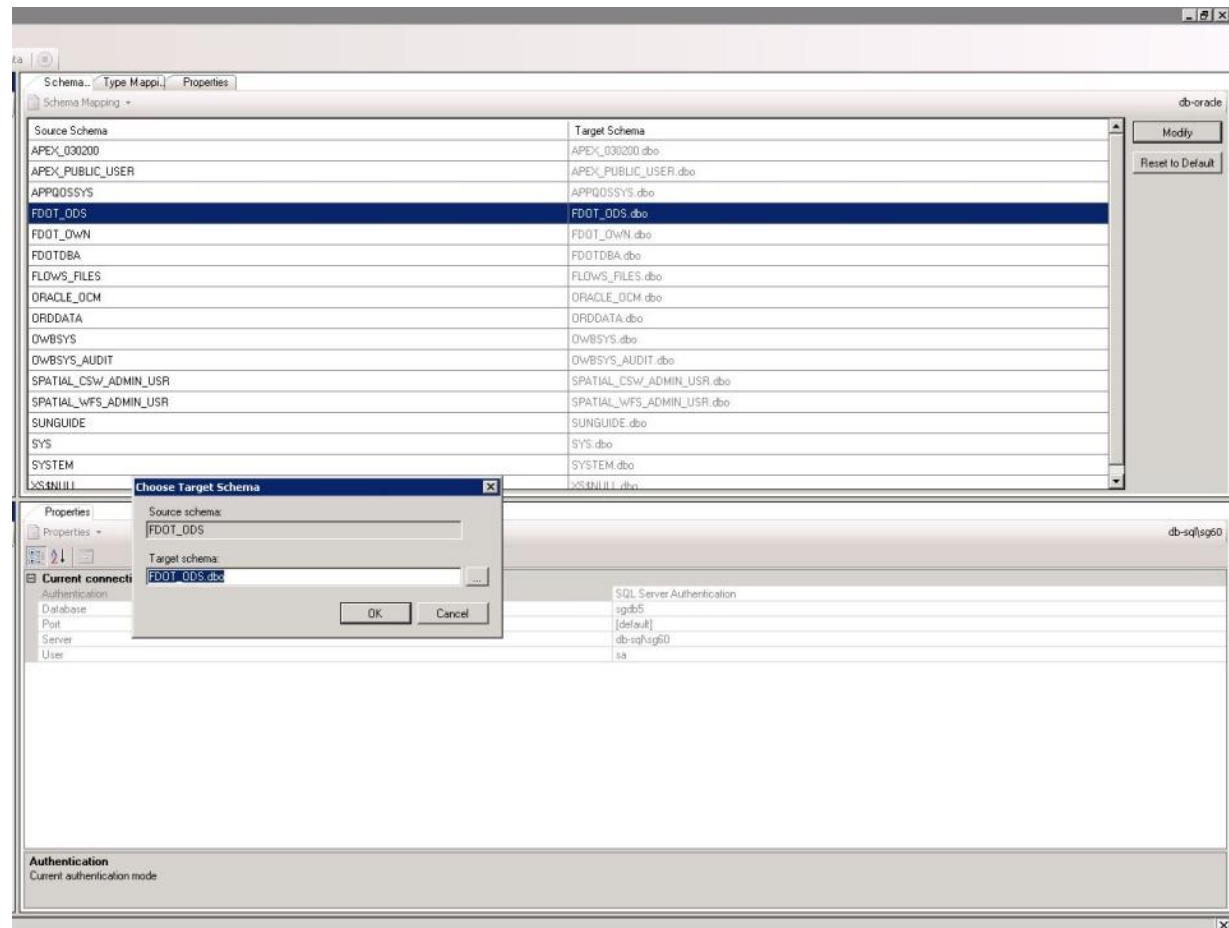 ta
Schema... Type Mappi... Properties
Schema Mapping
db-oracle
Source Schema Target Schema
Modify
Reset to Default
APEX_030200 APEX_030200.dbo
APEX_PUBLIC_USER APEX_PUBLIC_USER.dbo
APPQOSSYS APPQOSSYS.dbo
FDOT_ODS FDOT_ODS.dbo
FDOT_OWN FDOT_OWN.dbo
FDOTDBA FDOTDBA.dbo
FLOWS_FILES FLOWS_FILES.dbo
ORACLE_OCM ORACLE_OCM.dbo
ORDDATA ORDDATA.dbo
OWBSYS OWBSYS.dbo
OWBSYS_AUDIT OWBSYS_AUDIT.dbo
SPATIAL_CSW_ADMIN_USR SPATIAL_CSW_ADMIN_USR.dbo
SPATIAL_WFS_ADMIN_USR SPATIAL_WFS_ADMIN_USR.dbo
SUNGUIDE SUNGUIDE.dbo
SYS SYS.dbo
SYSTEM SYSTEM.dbo
XS$NULL XS$NULL.dbo
Choose Target Schema
Source schema:
FDOT_ODS
Target schema:
FDOT_ODS.dbo
...
OK Cancel
Properties
Properties
db-sql\sg60
Current connecti
Authentication SQL Server Authentication
Database sgdb5
Port [default]
Server db-sql\sg60
User sa
Authentication
Current authentication mode